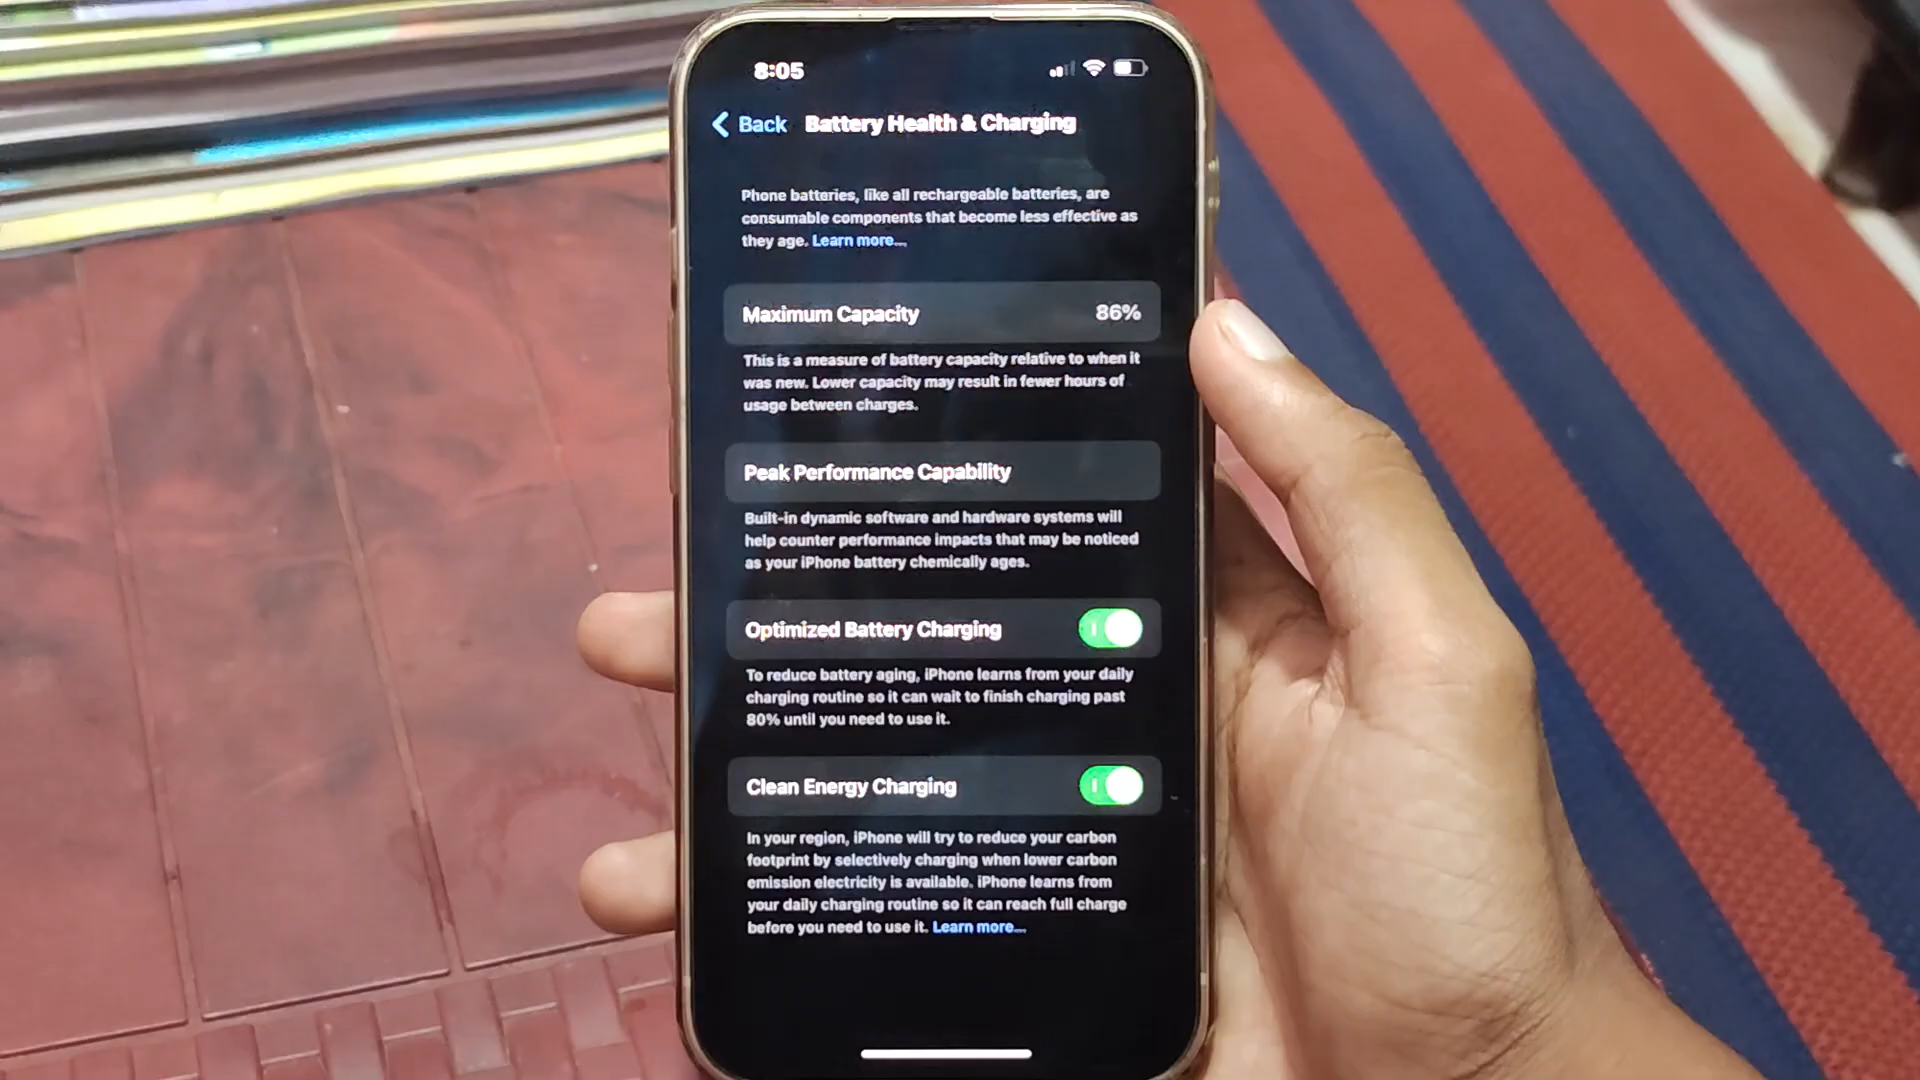 8:05
Back Battery Health & Charging
Phone batteries, like all rechargeable batteries, are
consumable components that become less effective as
they age. Learn more...
Maximum Capacity 86%
This is a measure of battery capacity relative to when it
was new. Lower capacity may result in fewer hours of
usage between charges.
Peak Performance Capability
Built-in dynamic software and hardware systems will
help counter performance impacts that may be noticed
as your iPhone battery chemically ages.
Optimized Battery Charging
To reduce battery aging, iPhone learns from your daily
charging routine so it can wait to finish charging past
80% until you need to use it.
Clean Energy Charging
In your region, iPhone will try to reduce your carbon
footprint by selectively charging when lower carbon
emission electricity is available. iPhone learns from
your daily charging routine so it can reach full charge
before you need to use it. Learn more...